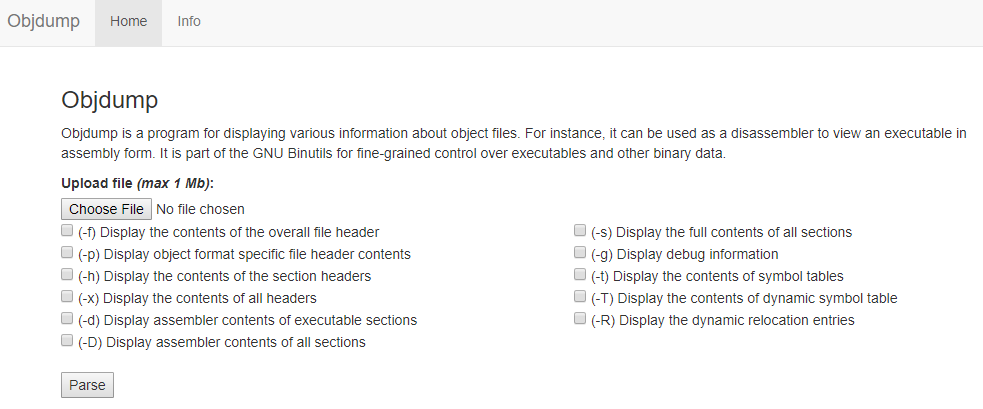 Objdump Home Info
Objdump
Objdump is a program for displaying various information about object files. For instance, it can be used as a disassembler to view an executable in
assembly form. It is part of the GNU Binutils for fine-grained control over executables and other binary data.
Upload file (max 1 Mb):
Choose File No file chosen
(-f) Display the contents of the overall file header
(-p) Display object format specific file header contents
(-h) Display the contents of the section headers
(-x) Display the contents of all headers
(-d) Display assembler contents of executable sections
(-D) Display assembler contents of all sections
(-s) Display the full contents of all sections
(-g) Display debug information
(-t) Display the contents of symbol tables
(-T) Display the contents of dynamic symbol table
(-R) Display the dynamic relocation entries
Parse